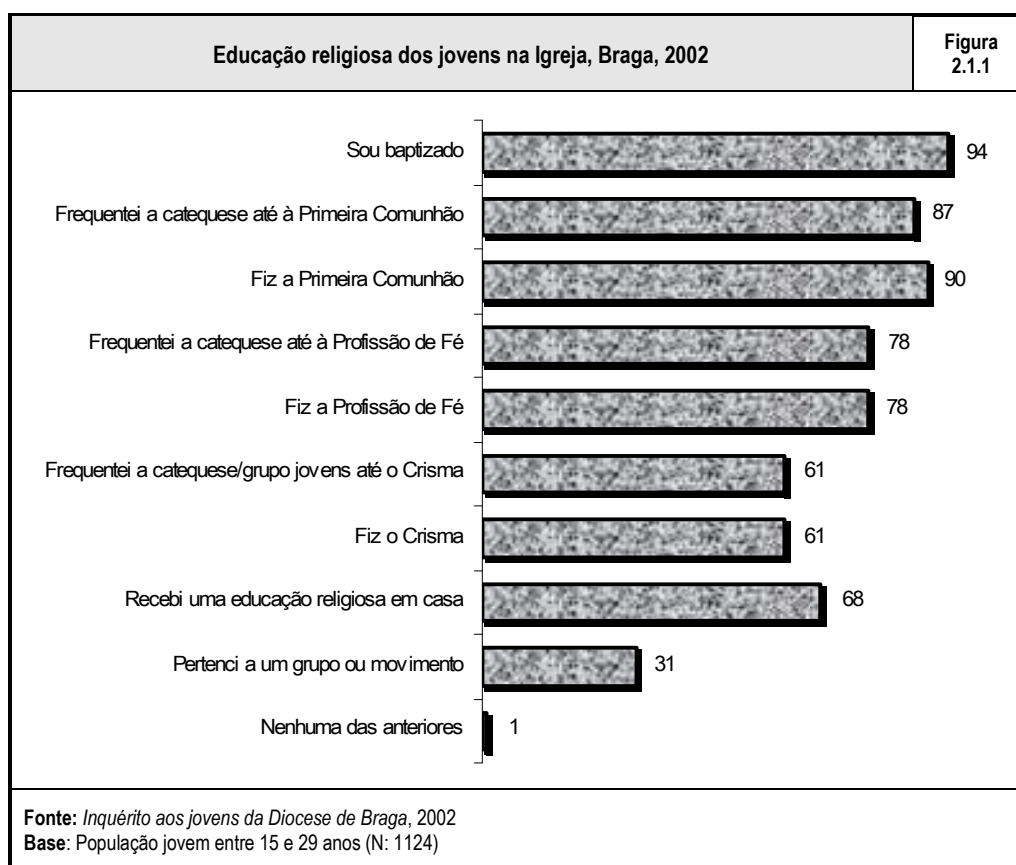 Educação religiosa dos jovens na Igreja, Braga, 2002
Figura
2.1.1
Sou baptizado
94
Frequentei a catequese até à Primeira Comunhão
87
Fiz a Primeira Comunhão
90
Frequentei a catequese até à Profissão de Fé
78
Fiz a Profissão de Fé
78
Frequentei a catequese/grupo jovens até o Crisma
61
Fiz o Crisma
61
Recebi uma educação religiosa em casa
68
Pertenci a um grupo ou movimento
31
Nenhuma das anteriores
1
Fonte: Inquérito aos jovens da Diocese de Braga, 2002
Base: População jovem entre 15 e 29 anos (N: 1124)